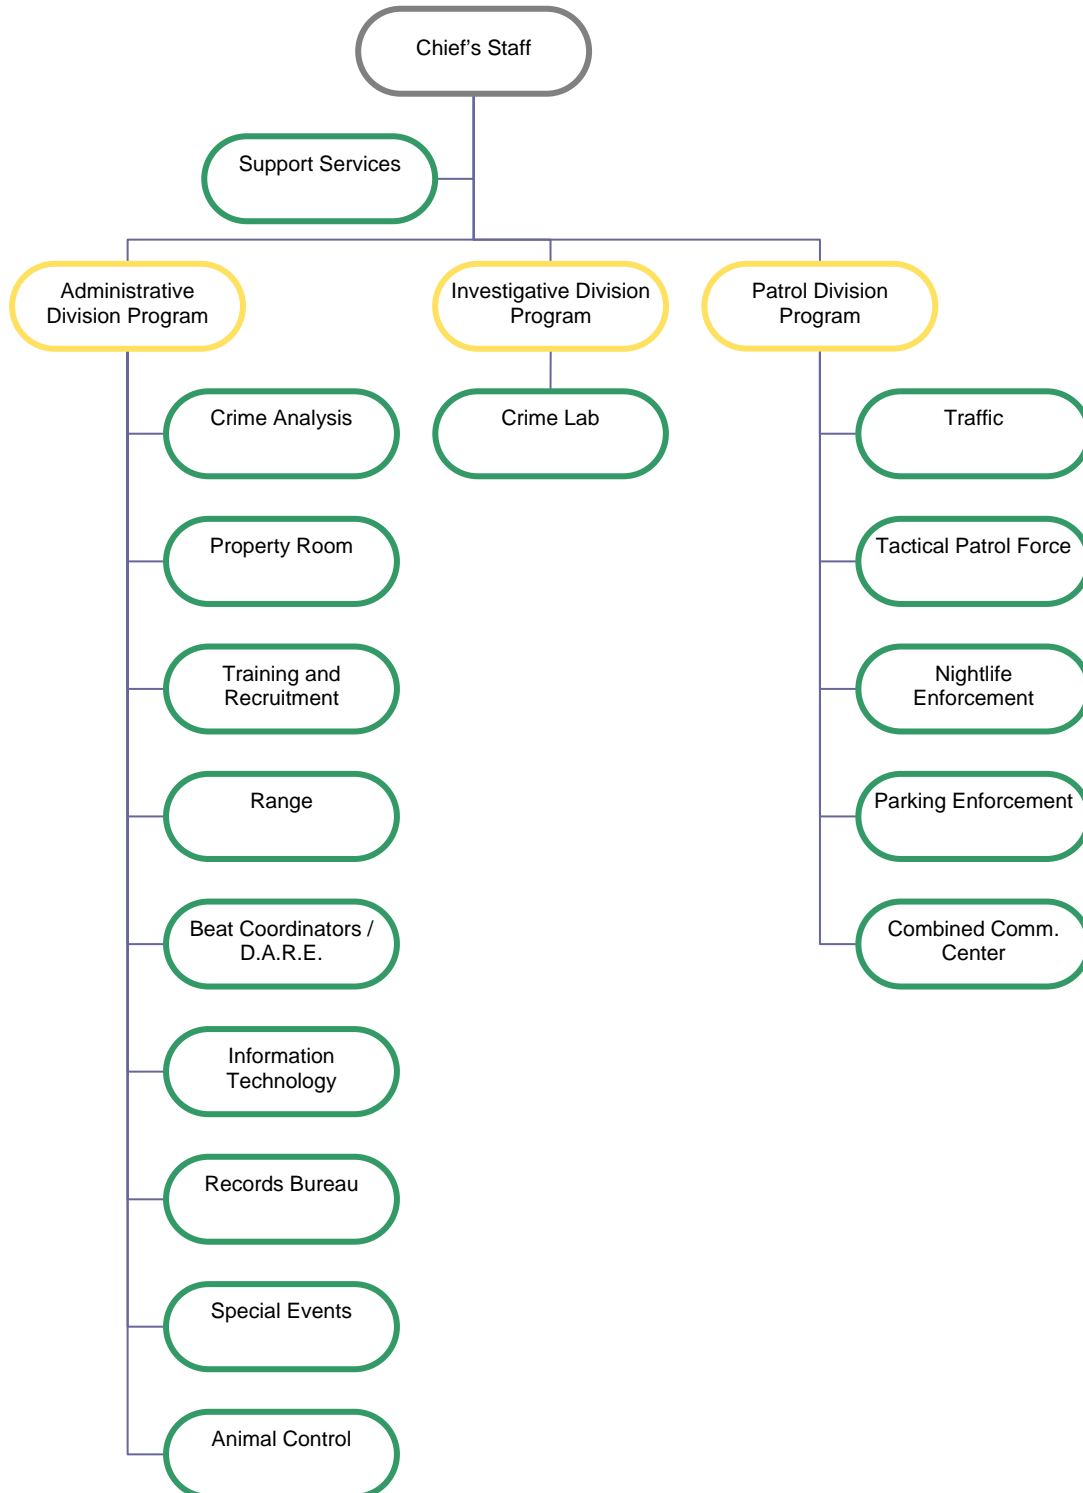 Chief’s Staff
Support Services
Administrative
Division Program
Investigative Division
Program
Patrol Division
Program
Crime Analysis
Crime Lab
Traffic
Property Room
Tactical Patrol Force
Training and
Recruitment
Nightlife
Enforcement
Range
Parking Enforcement
Beat Coordinators /
D.A.R.E.
Combined Comm.
Center
Information
Technology
Records Bureau
Special Events
Animal Control